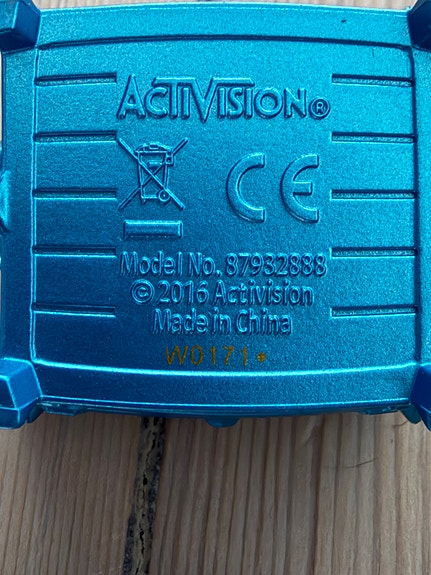 ACTIVISION®
CE
Model No. 87932888
© 2016 Activision
Made in China
W0171*